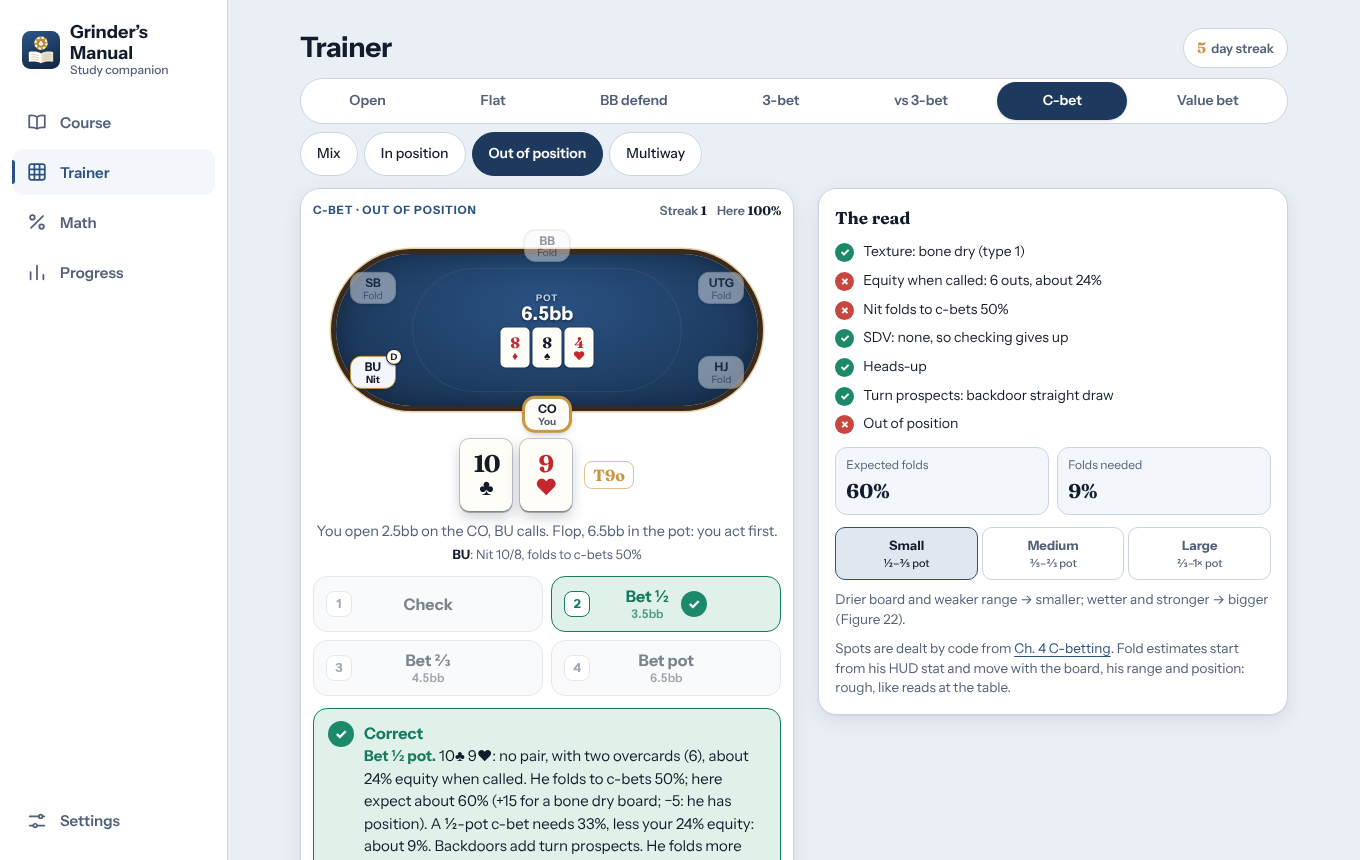 Grinder’s
Manual
Study companion
Course
Trainer
Math
Progress
Settings
Trainer
5 day streak
Open Flat BB defend 3-bet vs 3-bet C-bet Value bet
Mix In position Out of position Multiway
C-BET · OUT OF POSITION
Streak 1 Here 100%
BB
Fold
SB
Fold
UTG
Fold
POT
6.5bb
8♦ 8♠ 4♥
D
BU
Nit
HJ
Fold
CO
You
10♣ 9♥ T9o
You open 2.5bb on the CO, BU calls. Flop, 6.5bb in the pot: you act first.
BU: Nit 10/8, folds to c-bets 50%
1 Check
2 Bet ½
3.5bb
3 Bet ⅔
4.5bb
4 Bet pot
6.5bb
Correct
Bet ½ pot. 10♣ 9♥: no pair, with two overcards (6), about
24% equity when called. He folds to c-bets 50%; here
expect about 60% (+15 for a bone dry board; −5: he has
position). A ½-pot c-bet needs 33%, less your 24% equity:
about 9%. Backdoors add turn prospects. He folds more
The read
Texture: bone dry (type 1)
Equity when called: 6 outs, about 24%
Nit folds to c-bets 50%
SDV: none, so checking gives up
Heads-up
Turn prospects: backdoor straight draw
Out of position
Expected folds
60%
Folds needed
9%
Small
½–⅗ pot
Medium
⅗–⅔ pot
Large
⅔–1× pot
Drier board and weaker range → smaller; wetter and stronger → bigger
(Figure 22).
Spots are dealt by code from Ch. 4 C-betting. Fold estimates start
from his HUD stat and move with the board, his range and position:
rough, like reads at the table.